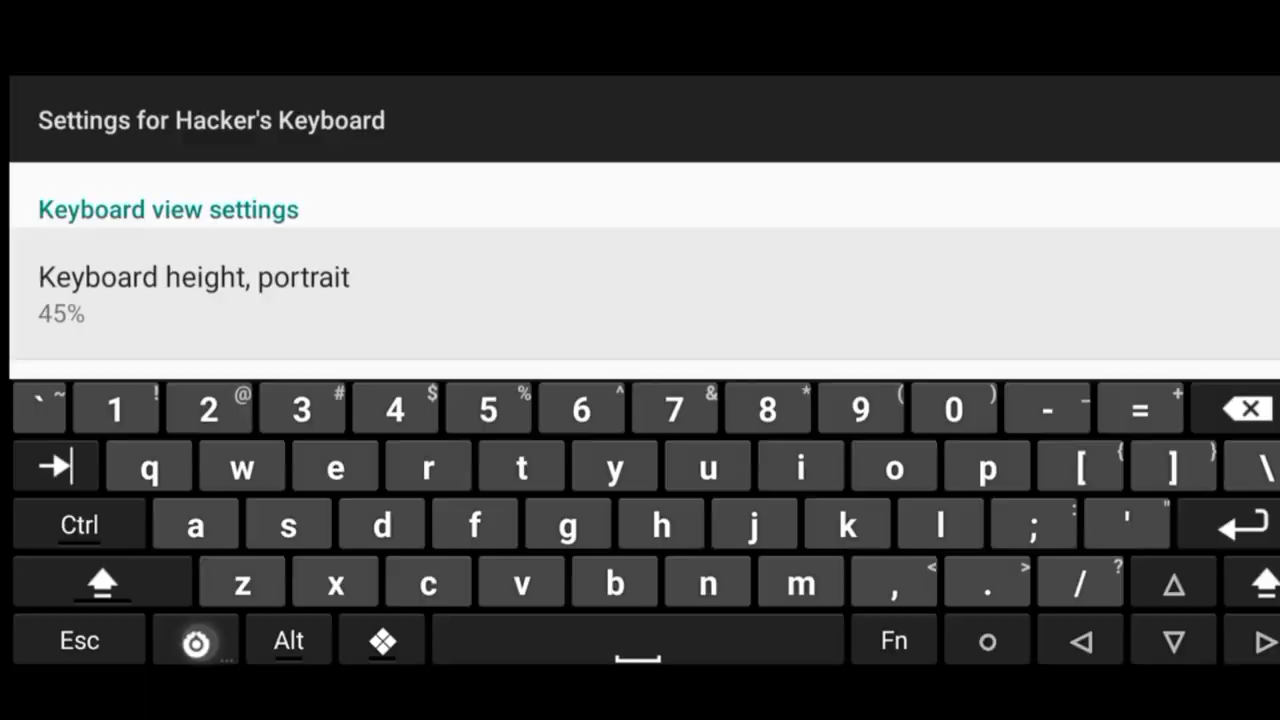 Settings for Hacker's Keyboard
Keyboard view settings
Keyboard height, portrait
45%
` ~ 1 ! 2 @ 3 # 4 $ 5 % 6 ^ 7 & 8 * 9 ( 0 ) - _ = +
q w e r t y u i o p [ { ] } \
Ctrl a s d f g h j k l ; : ' "
z x c v b n m , < . > / ?
Esc ... Alt Fn